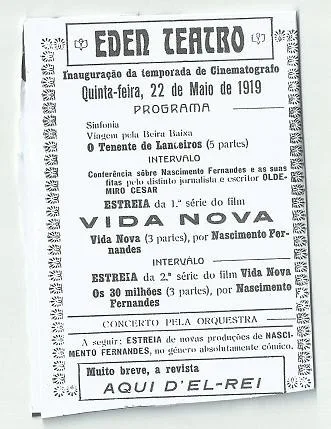 EDEN TEATRO
Inauguração da temporada de Cinematografo
Quinta-feira, 22 de Maio de 1919
PROGRAMA
Sinfonia
Viagem pela Beira Baixa
O Tenente de Lanceiros (5 partes)
INTERVÁLO
Conferência sôbre Nascimento Fernandes e as suas
fitas pelo distinto jornalista e escritor OLDE-
MIRO CESAR
ESTREIA da 1.ª série do film
VIDA NOVA
Vida Nova (3 partes), por Nascimento Fer-
nandes
INTERVÁLO
ESTREIA da 2.ª série do film Vida Nova
Os 30 milhões (3 partes), por Nascimento
Fernandes
CONCERTO PELA ORQUESTRA
A seguir: ESTREIA de novas produções de NASCI-
MENTO FERNANDES, no género absolutamente cómico.
Muito breve, a revista
AQUI D'EL-REI